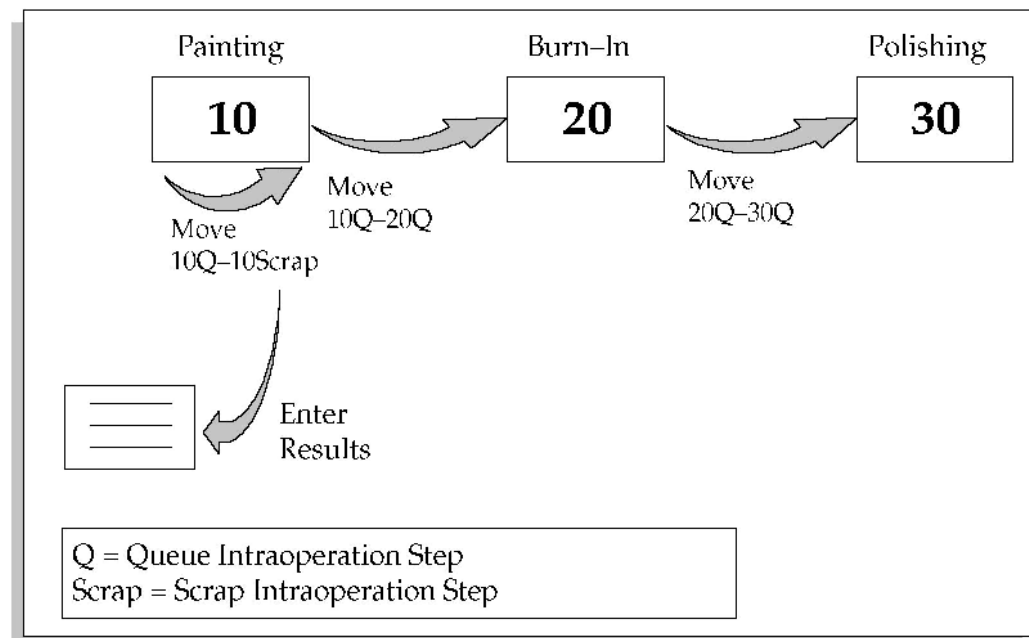 Painting
Burn–In
Polishing
10
20
30
Move
10Q–20Q
Move
20Q–30Q
Move
10Q–10Scrap
Enter
Results
Q = Queue Intraoperation Step
Scrap = Scrap Intraoperation Step